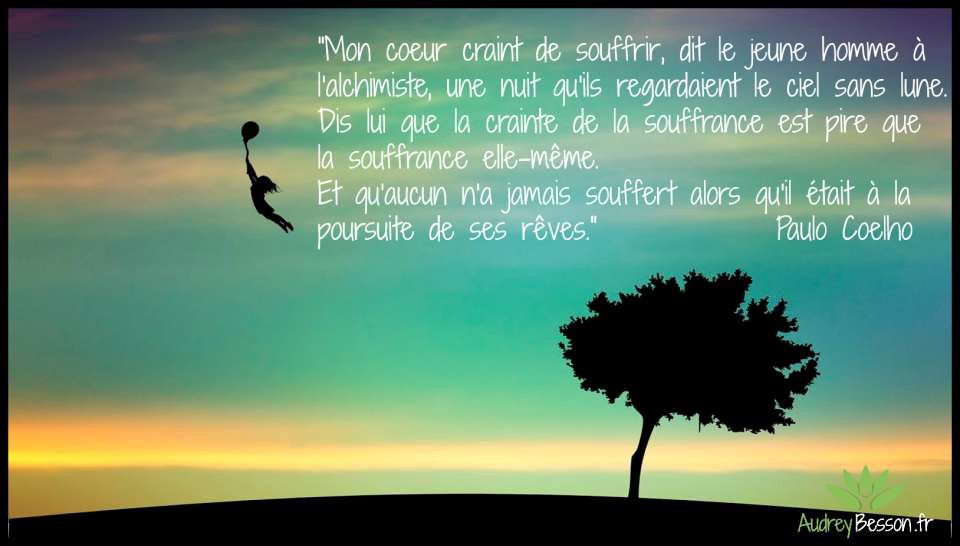 "Mon coeur craint de souffrir, dit le jeune homme à
l'alchimiste, une nuit qu'ils regardaient le ciel sans lune.
Dis lui que la crainte de la souffrance est pire que
la souffrance elle-même.
Et qu'aucun n'a jamais souffert alors qu'il était à la
poursuite de ses rêves." Paulo Coelho
AudreyBesson.fr